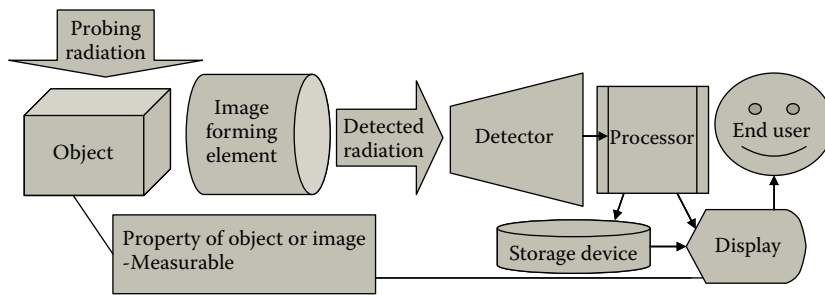 Probing
radiation
Object
Image
forming
element
Detected
radiation
Detector
Processor
End user
Property of object or image
-Measurable
Storage device
Display